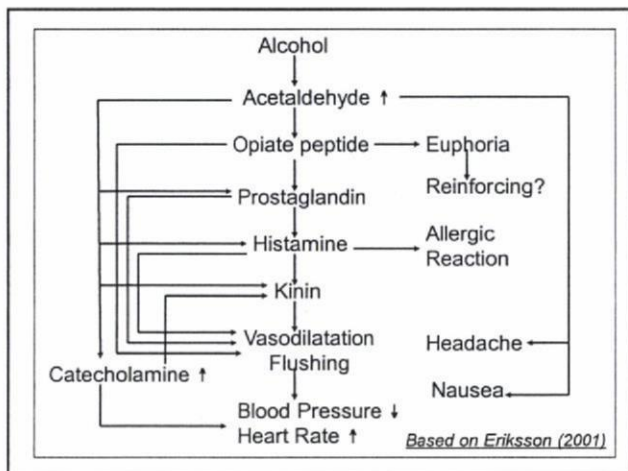 Alcohol
Acetaldehyde ↑
Opiate peptide
Euphoria
Reinforcing?
Prostaglandin
Histamine
Allergic
Reaction
Kinin
Vasodilatation
Flushing
Headache
Catecholamine ↑
Nausea
Blood Pressure ↓
Heart Rate ↑
Based on Eriksson (2001)